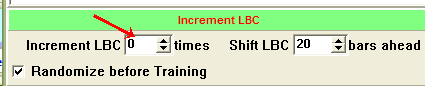 Increment LBC
Increment LBC 0 times Shift LBC 20 bars ahead
Randomize before Training